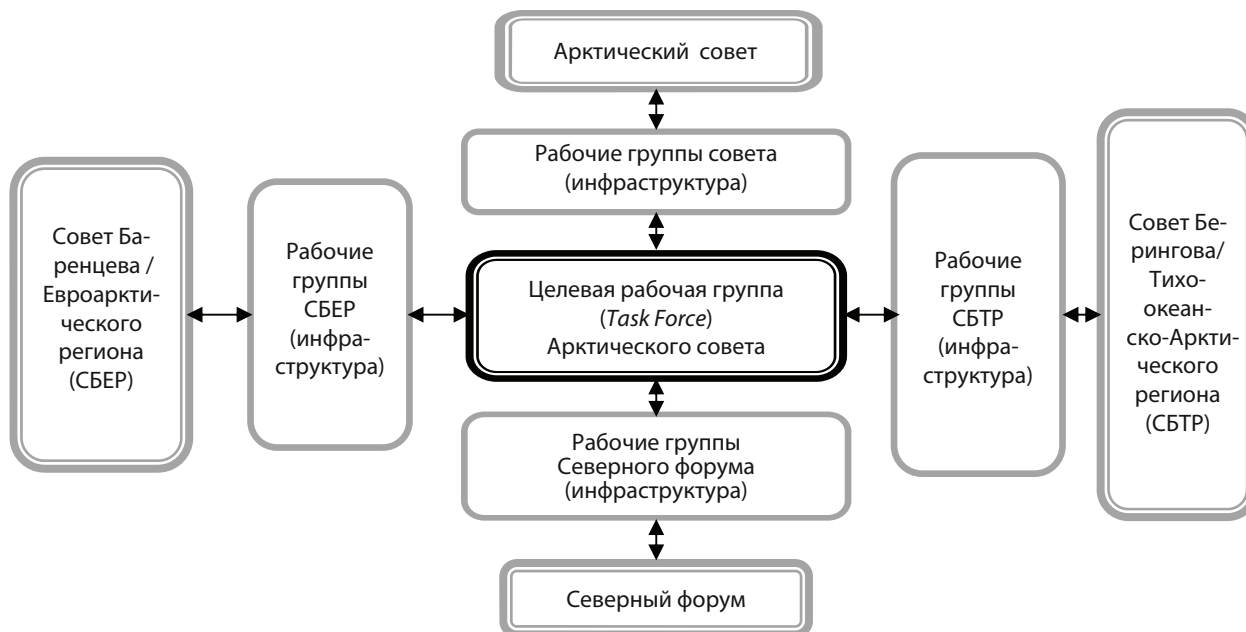 Арктический совет
Рабочие группы совета
(инфраструктура)
Совет Ба-
ренцева /
Евроаркти-
ческого
региона
(СБЕР)
Рабочие
группы
СБЕР
(инфра-
структура)
Целевая рабочая группа
(Task Force)
Арктического совета
Рабочие
группы
СБТР
(инфра-
структура)
Совет Бе-
рингова/
Тихо-
океан-
ско-Аркти-
ческого
региона
(СБТР)
Рабочие группы
Северного форума
(инфраструктура)
Северный форум